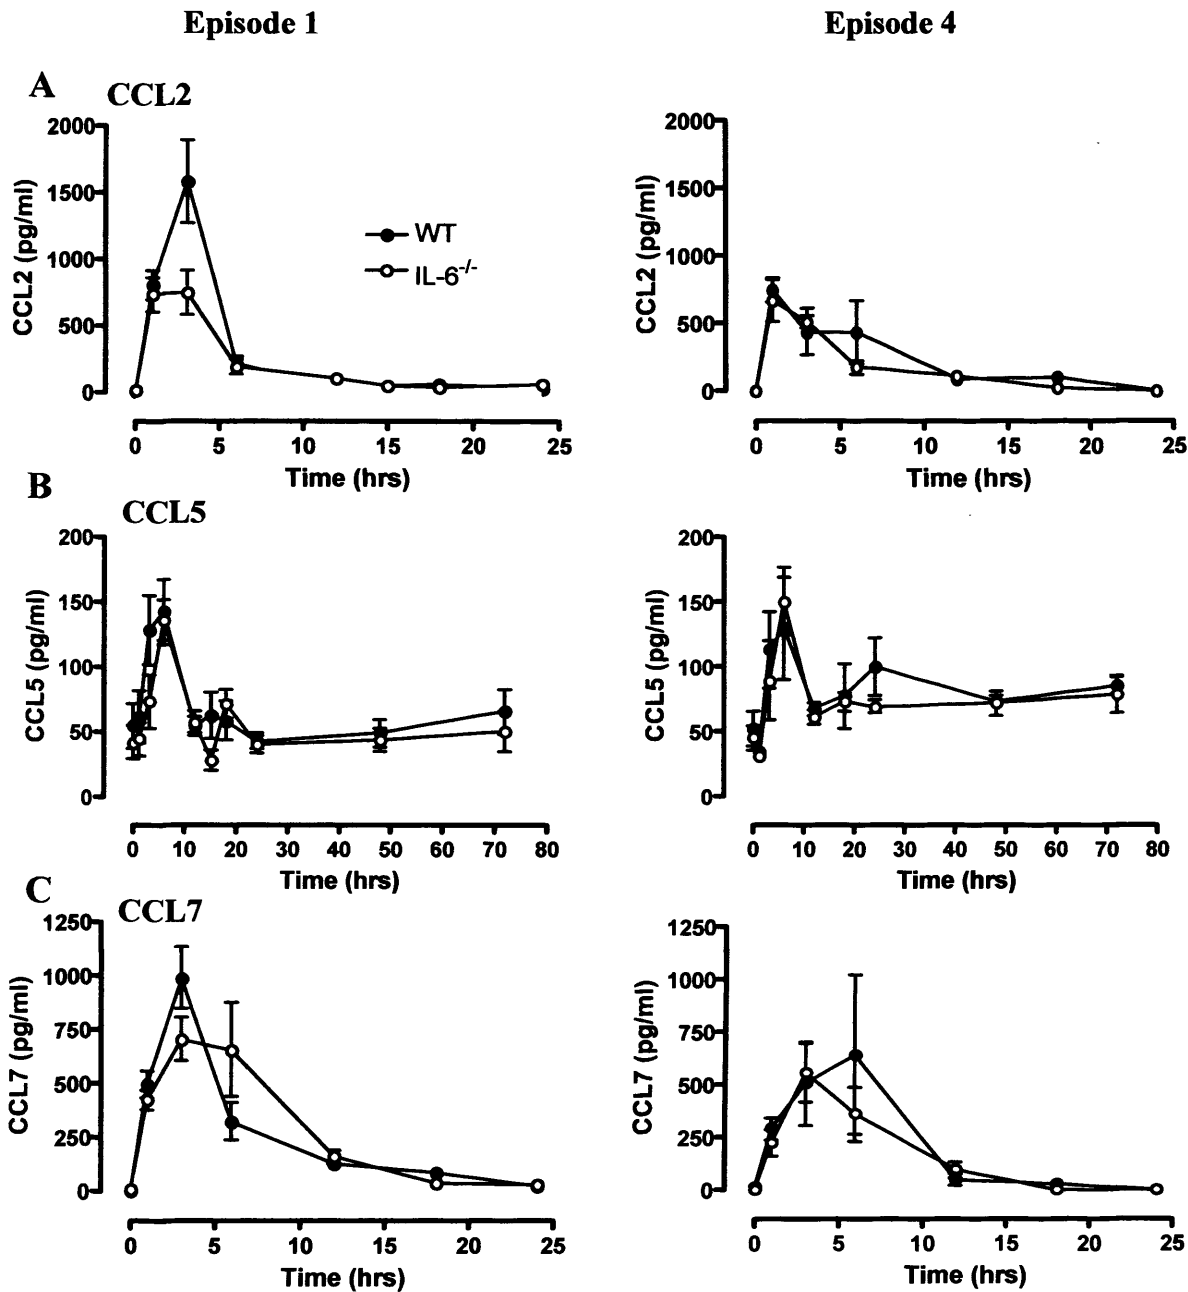 Episode 1
Episode 4
A
CCL2
2000
1500
1000
500
0
CCL2 (pg/ml)
WT
IL-6-/-
0 5 10 15 20 25
Time (hrs)
2000
1500
1000
500
0
CCL2 (pg/ml)
0 5 10 15 20 25
Time (hrs)
B
CCL5
200
150
100
50
0
CCL5 (pg/ml)
0 10 20 30 40 50 60 70 80
Time (hrs)
200
150
100
50
0
CCL5 (pg/ml)
0 10 20 30 40 50 60 70 80
Time (hrs)
C
CCL7
1250
1000
750
500
250
0
CCL7 (pg/ml)
0 5 10 15 20 25
Time (hrs)
1250
1000
750
500
250
0
CCL7 (pg/ml)
0 5 10 15 20 25
Time (hrs)